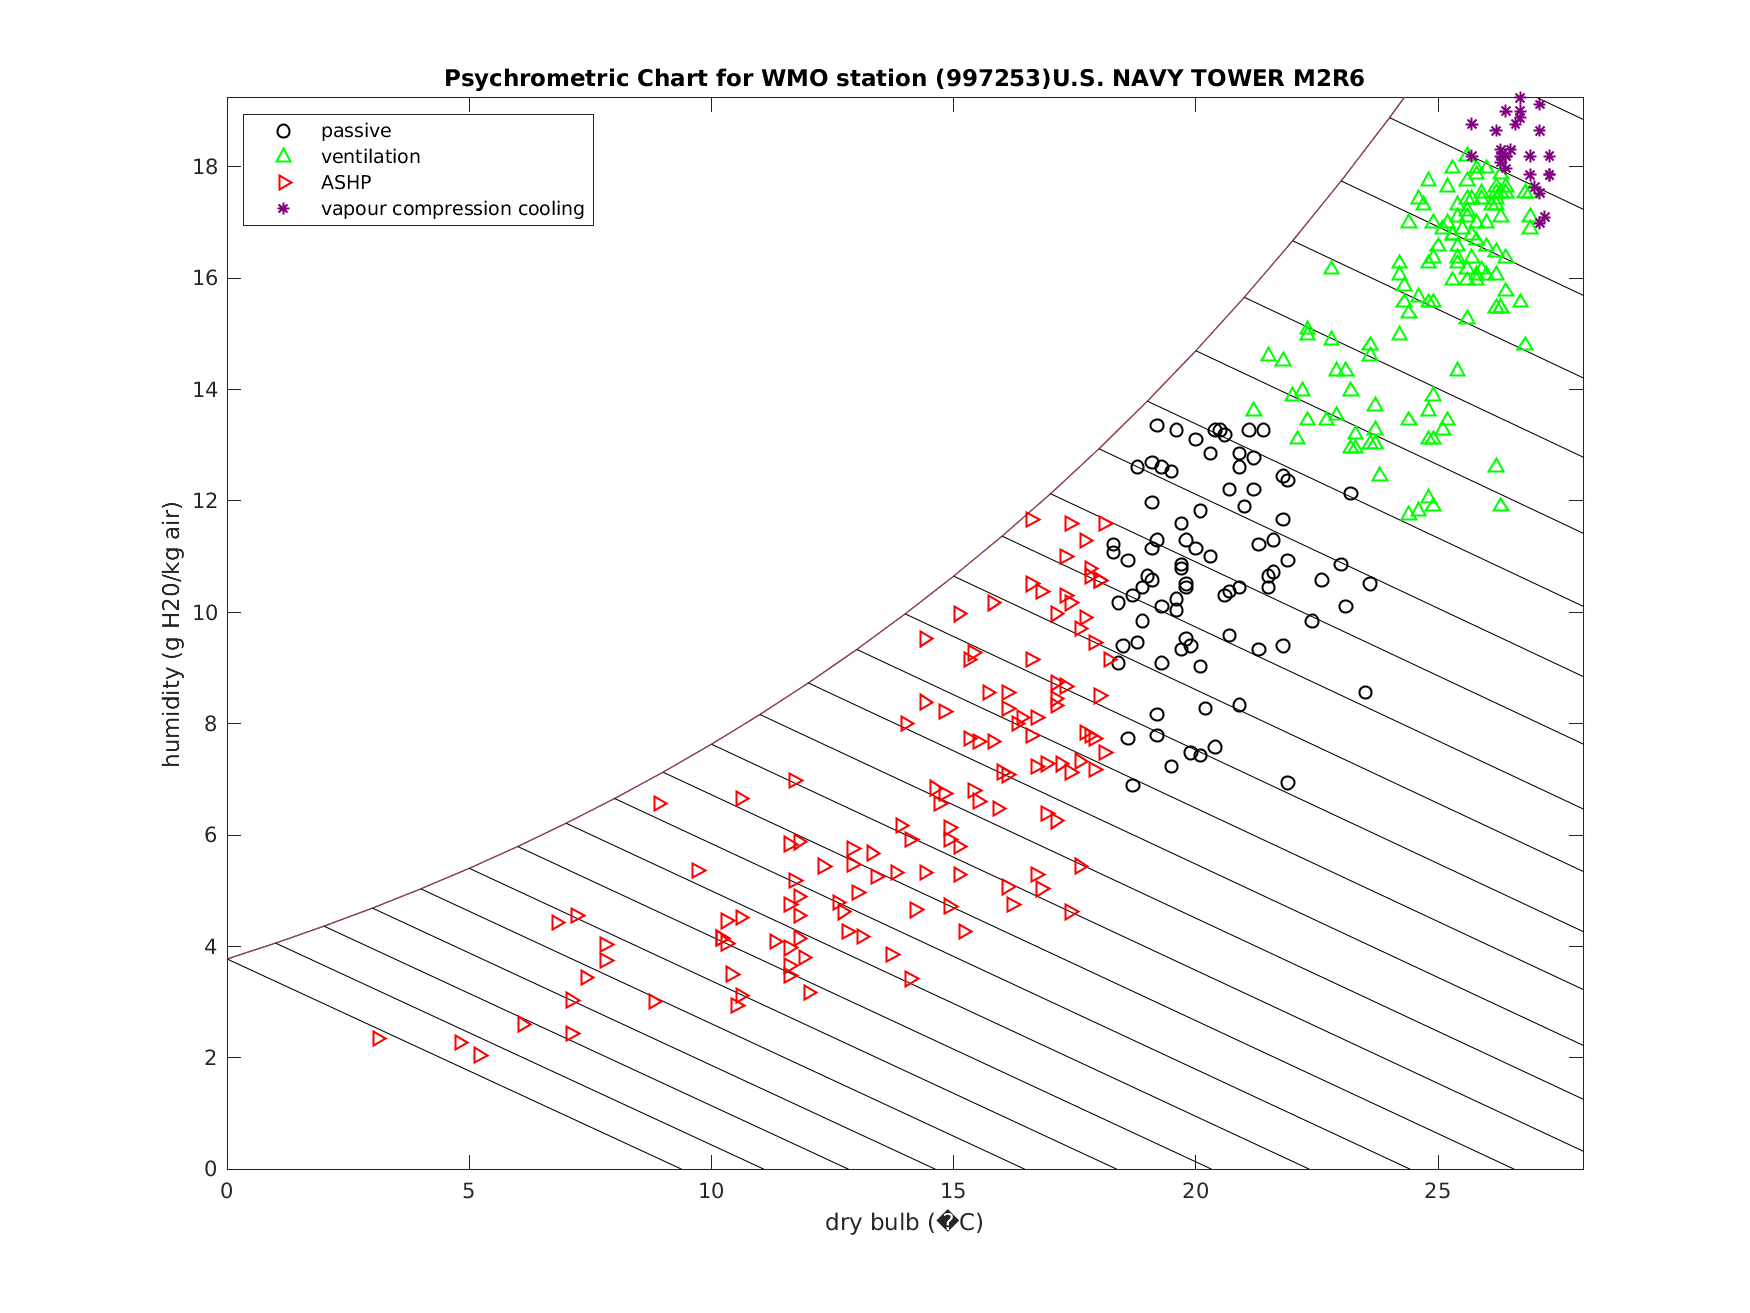 Psychrometric Chart for WMO station (997253)U.S. NAVY TOWER M2R6
passive
ventilation
ASHP
vapour compression cooling
humidity (g H20/kg air)
18
16
14
12
10
8
6
4
2
0
0 5 10 15 20 25
dry bulb (�C)